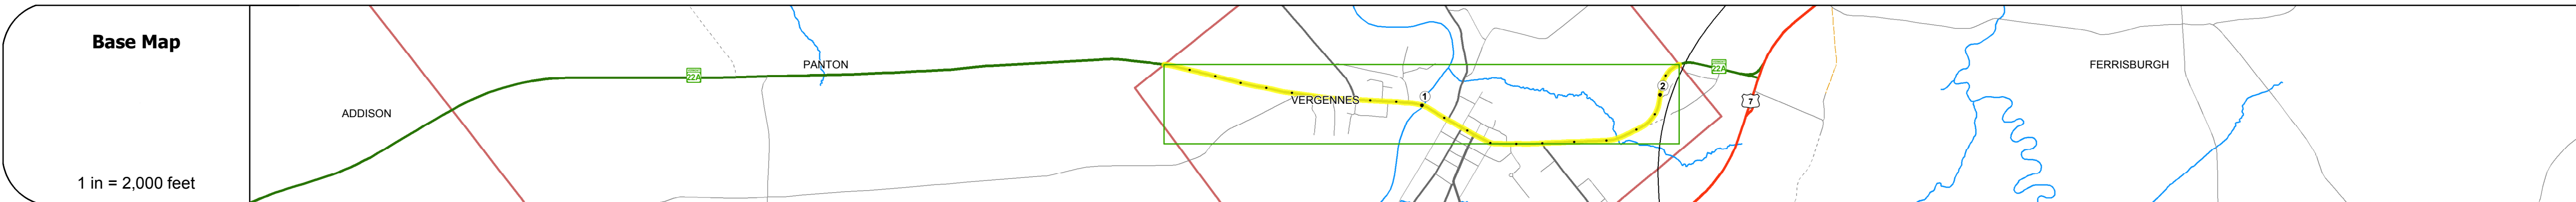 Base Map
1 in = 2,000 feet
ADDISON
22A
PANTON
VERGENNES
1
2
22A
7
FERRISBURGH